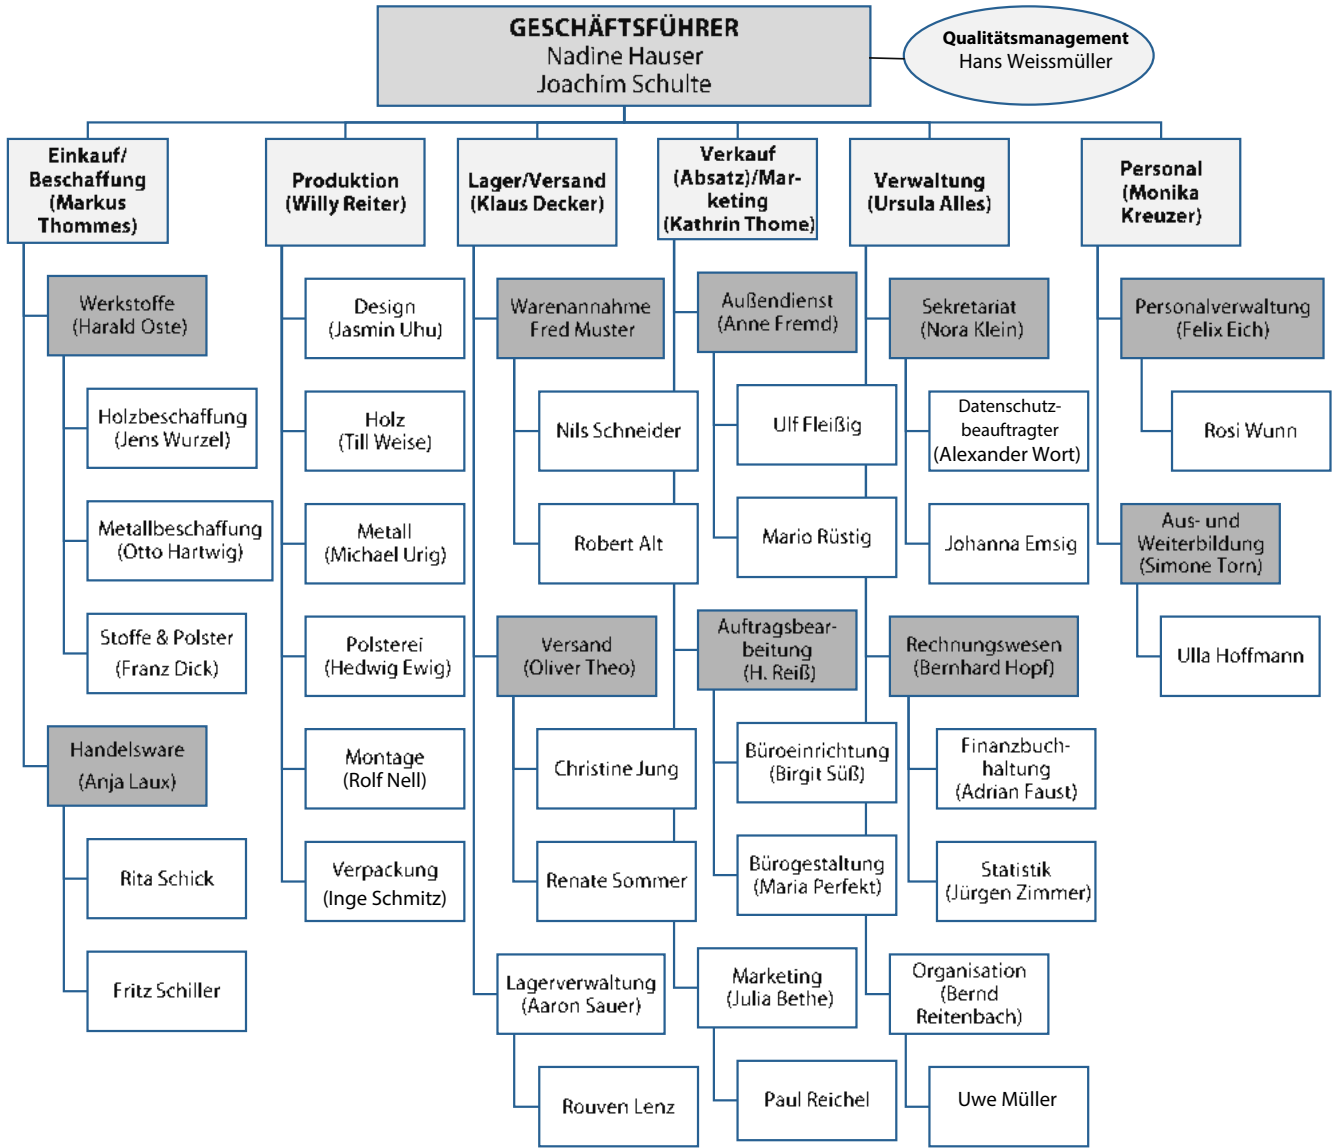 GESCHÄFTSFÜHRER
Nadine Hauser
Joachim Schulte
Qualitätsmanagement
Hans Weissmüller
Einkauf/
Beschaffung
(Markus
Thommes)
Werkstoffe
(Harald Oste)
Holzbeschaffung
(Jens Wurzel)
Metallbeschaffung
(Otto Hartwig)
Stoffe & Polster
(Franz Dick)
Handelsware
(Anja Laux)
Rita Schick
Fritz Schiller
Produktion
(Willy Reiter)
Design
(Jasmin Uhu)
Holz
(Till Weise)
Metall
(Michael Urig)
Polsterei
(Hedwig Ewig)
Montage
(Rolf Nell)
Verpackung
(Inge Schmitz)
Lager/Versand
(Klaus Decker)
Warenannahme
Fred Muster
Nils Schneider
Robert Alt
Versand
(Oliver Theo)
Christine Jung
Renate Sommer
Lagerverwaltung
(Aaron Sauer)
Rouven Lenz
Verkauf
(Absatz)/Mar-
keting
(Kathrin Thome)
Außendienst
(Anne Fremd)
Ulf Fleißig
Mario Rüstig
Auftragsbear-
beitung
(H. Reiß)
Büroeinrichtung
(Birgit Süß)
Bürogestaltung
(Maria Perfekt)
Marketing
(Julia Bethe)
Paul Reichel
Verwaltung
(Ursula Alles)
Sekretariat
(Nora Klein)
Datenschutz-
beauftragter
(Alexander Wort)
Johanna Emsig
Rechnungswesen
(Bernhard Hopf)
Finanzbuch-
haltung
(Adrian Faust)
Statistik
(Jürgen Zimmer)
Organisation
(Bernd
Reitenbach)
Uwe Müller
Personal
(Monika
Kreuzer)
Personalverwaltung
(Felix Eich)
Rosi Wunn
Aus- und
Weiterbildung
(Simone Torn)
Ulla Hoffmann